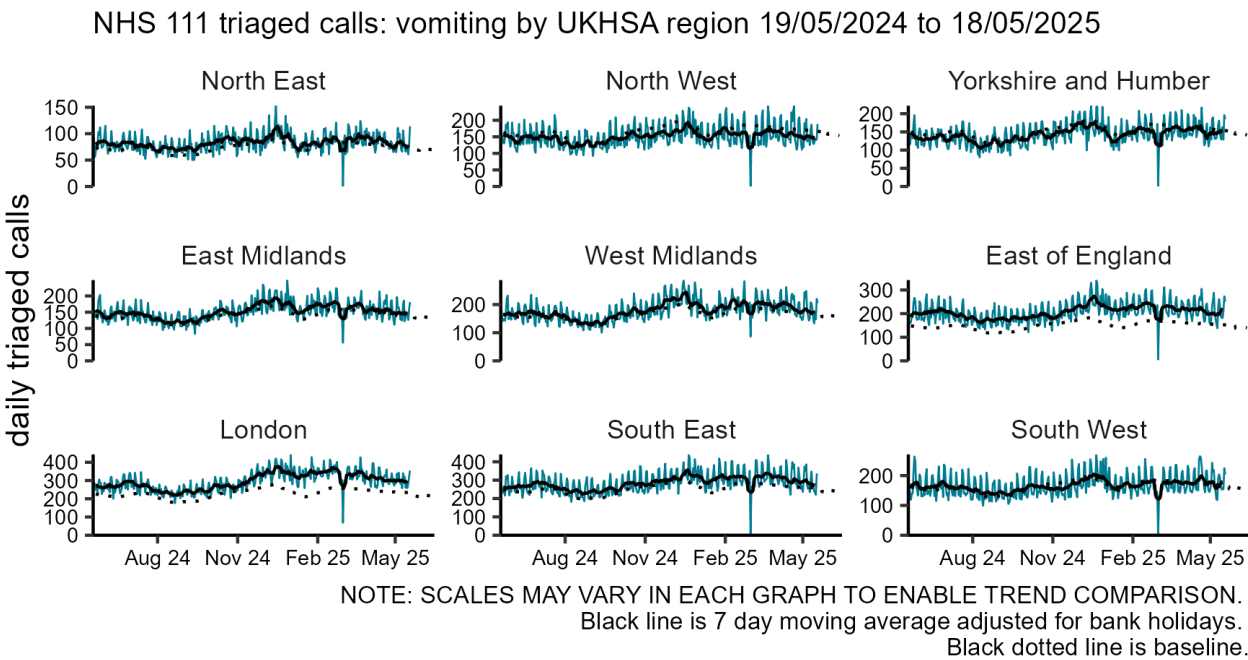 NHS 111 triaged calls: vomiting by UKHSA region 19/05/2024 to 18/05/2025
North East
North West
Yorkshire and Humber
150
100
50
0
200
150
100
50
0
200
150
100
50
0
East Midlands
West Midlands
East of England
200
150
100
50
0
200
100
0
300
200
100
0
daily triaged calls
London
South East
South West
400
300
200
100
0
400
300
200
100
0
200
100
0
Aug 24 Nov 24 Feb 25 May 25
Aug 24 Nov 24 Feb 25 May 25
Aug 24 Nov 24 Feb 25 May 25
NOTE: SCALES MAY VARY IN EACH GRAPH TO ENABLE TREND COMPARISON.
Black line is 7 day moving average adjusted for bank holidays.
Black dotted line is baseline.